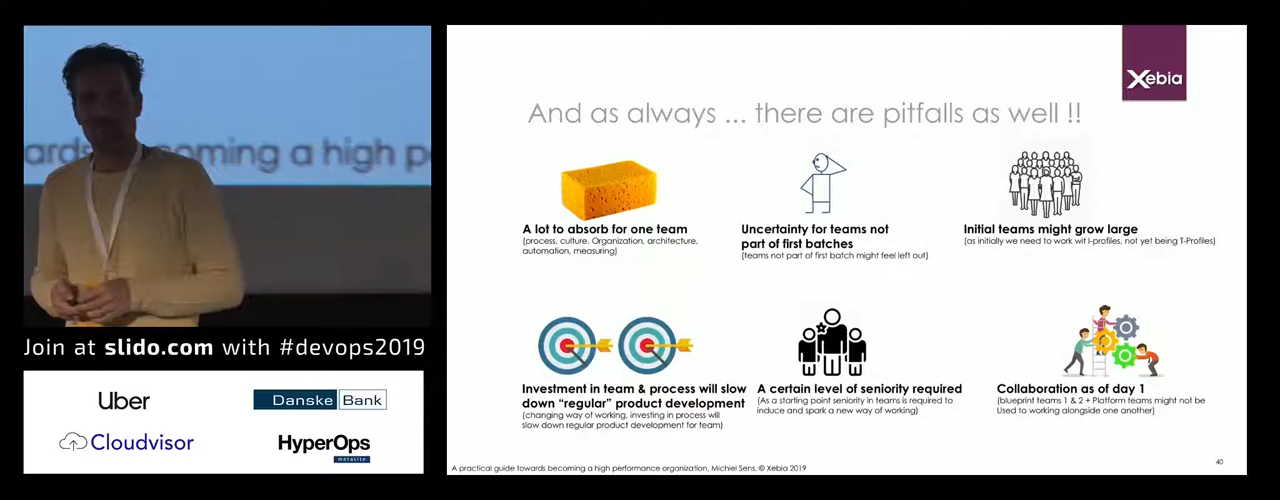 ards becoming a high p
Join at slido.com with #devops2019
Uber
Danske Bank
Cloudvisor
HyperOps
metasite
Xebia
And as always ... there are pitfalls as well !!
A lot to absorb for one team
(process, culture. Organization, architecture,
automation, measuring)
Uncertainty for teams not
part of first batches
(teams not part of first batch might feel left out)
Initial teams might grow large
(as initially we need to work wit I-profiles, not yet being T-Profiles)
Investment in team & process will slow
down “regular” product development
(changing way of working, investing in process will
slow down regular product development for team)
A certain level of seniority required
(As a starting point seniority in teams is required to
induce and spark a new way of working)
Collaboration as of day 1
(blueprint teams 1 & 2 + Platform teams might not be
Used to working alongside one another)
A practical guide towards becoming a high performance organization, Michiel Sens, © Xebia 2019
40